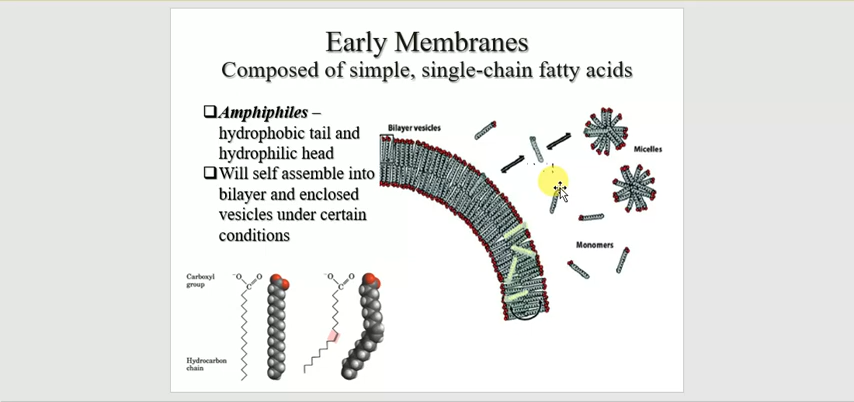 Early Membranes
Composed of simple, single-chain fatty acids
❑Amphiphiles –
hydrophobic tail and
hydrophilic head
❑Will self assemble into
bilayer and enclosed
vesicles under certain
conditions
Bilayer vesicles
Micelles
Monomers
Carboxyl
group
⁻O O
C
⁻O O
C
Hydrocarbon
chain